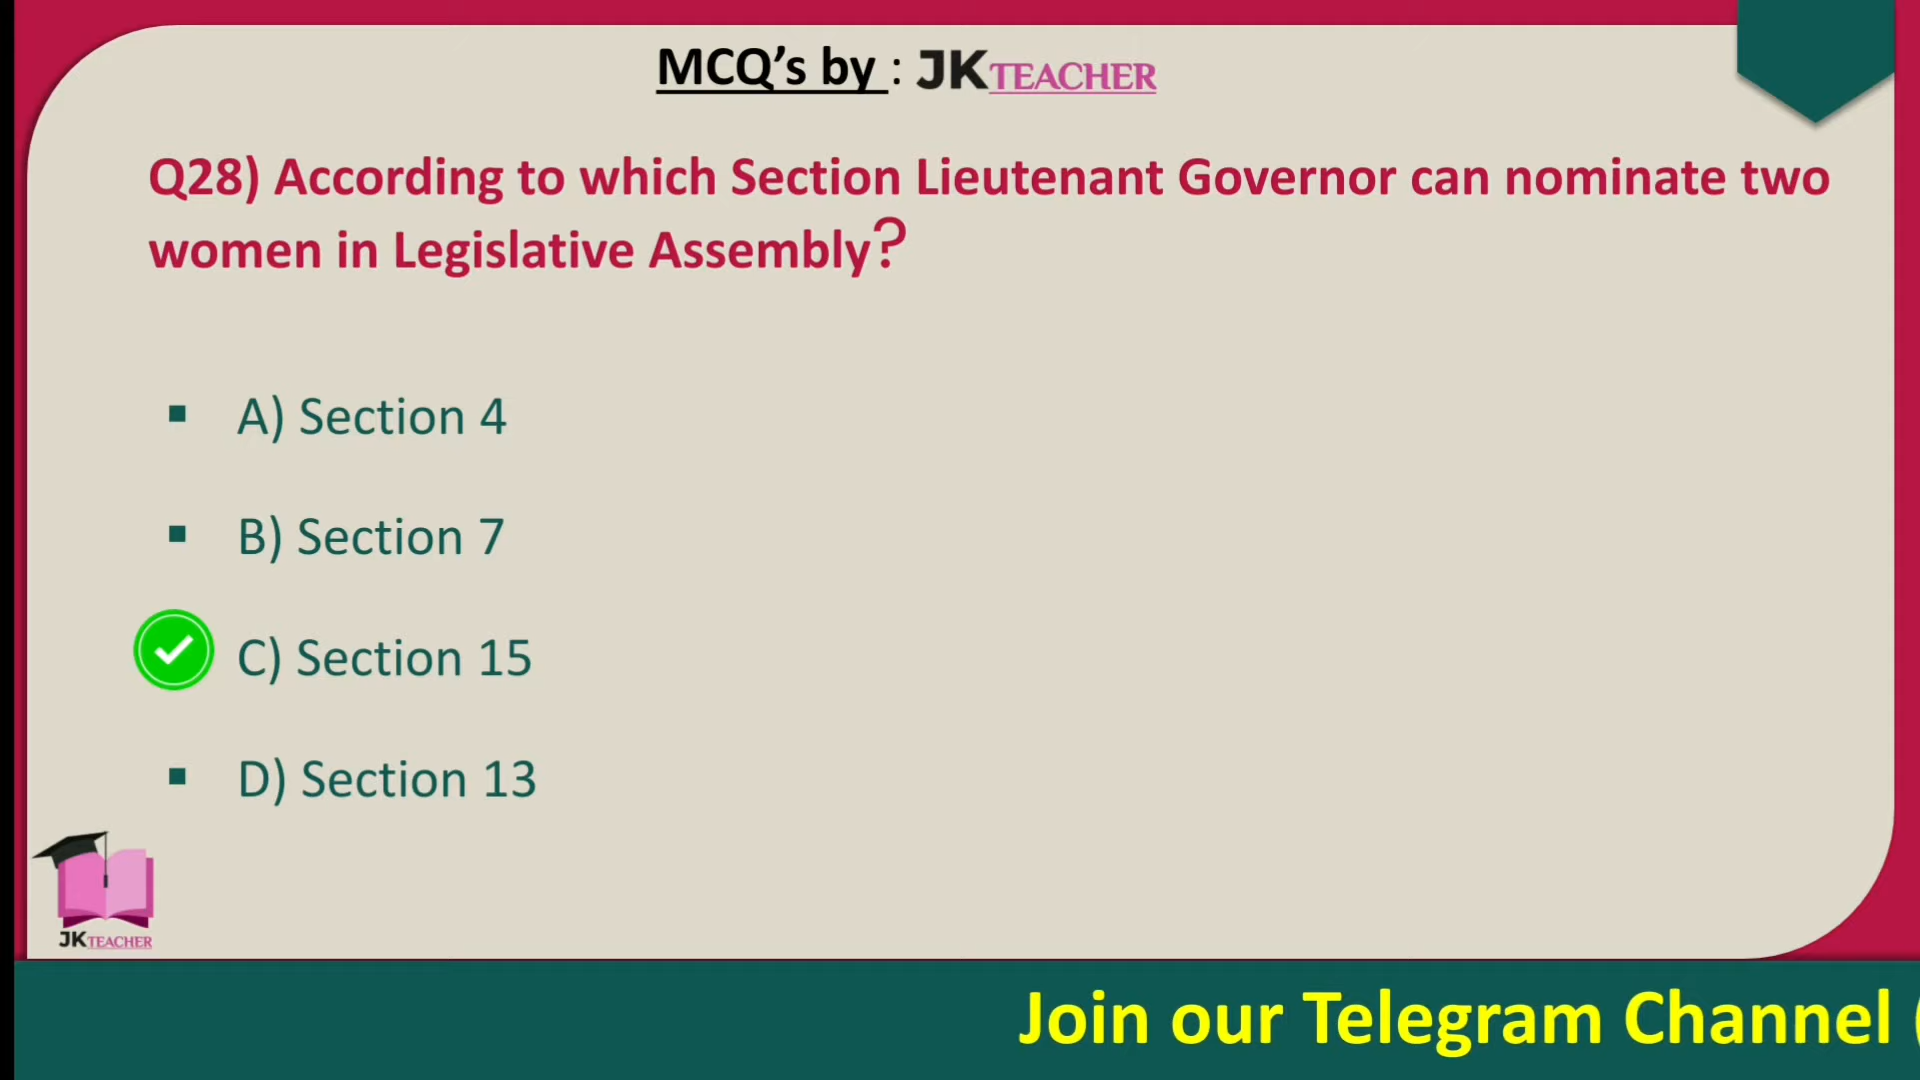 MCQ’s by : JKTEACHER
Q28) According to which Section Lieutenant Governor can nominate two
women in Legislative Assembly?
▪ A) Section 4
▪ B) Section 7
C) Section 15
▪ D) Section 13
JKTEACHER
Join our Telegram Channel